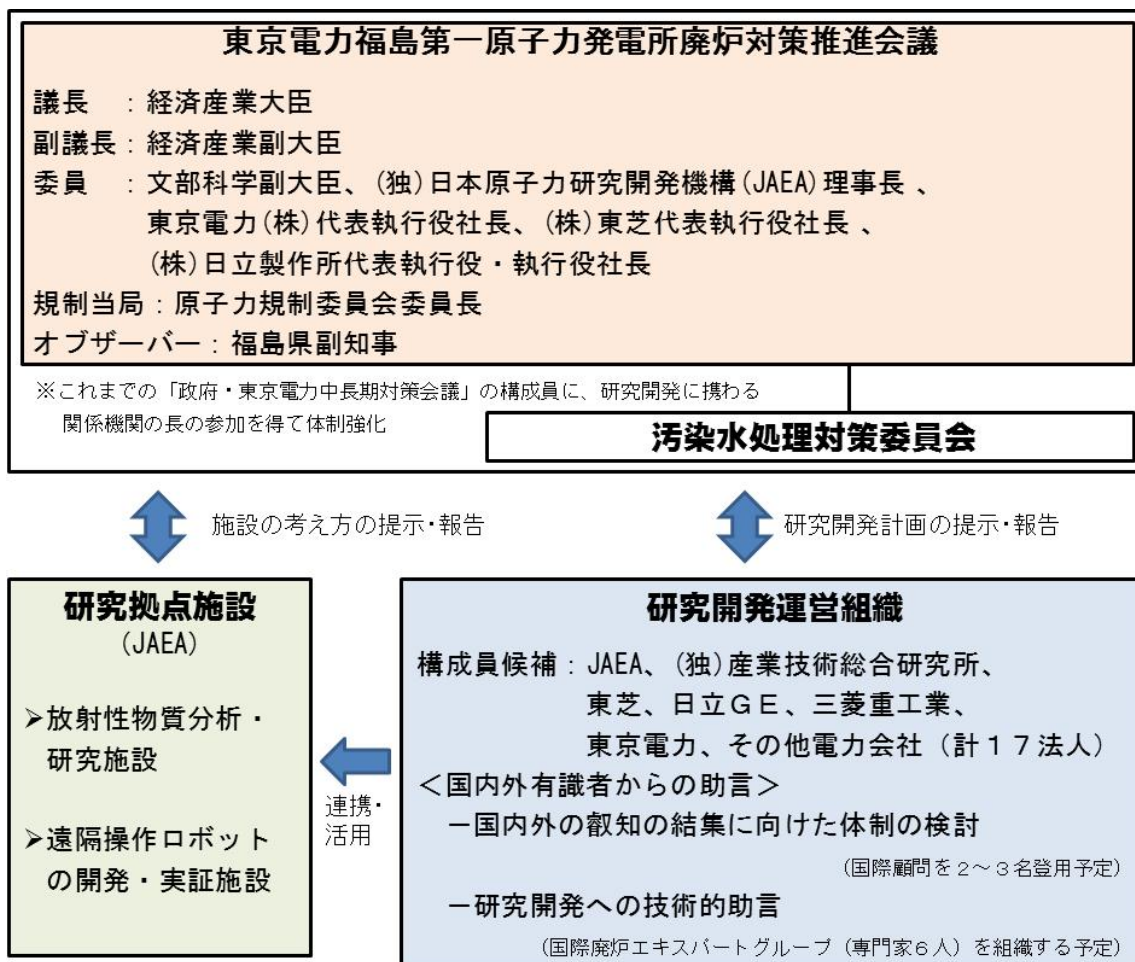 東京電力福島第一原子力発電所廃炉対策推進会議
議長　：経済産業大臣
副議長：経済産業副大臣
委員　：文部科学副大臣、(独)日本原子力研究開発機構(JAEA)理事長 、
東京電力(株)代表執行役社長、(株)東芝代表執行役社長 、
(株)日立製作所代表執行役・執行役社長
規制当局：原子力規制委員会委員長
オブザーバー：福島県副知事
※これまでの「政府・東京電力中長期対策会議」の構成員に、研究開発に携わる
関係機関の長の参加を得て体制強化
汚染水処理対策委員会
施設の考え方の提示・報告
研究開発計画の提示・報告
研究拠点施設
(JAEA)
➢放射性物質分析・
研究施設
➢遠隔操作ロボット
の開発・実証施設
連携・
活用
研究開発運営組織
構成員候補：JAEA、(独)産業技術総合研究所、
東芝、日立ＧＥ、三菱重工業、
東京電力、その他電力会社（計１７法人）
＜国内外有識者からの助言＞
－国内外の叡知の結集に向けた体制の検討
（国際顧問を２～３名登用予定）
－研究開発への技術的助言
（国際廃炉エキスパートグループ（専門家６人）を組織する予定）